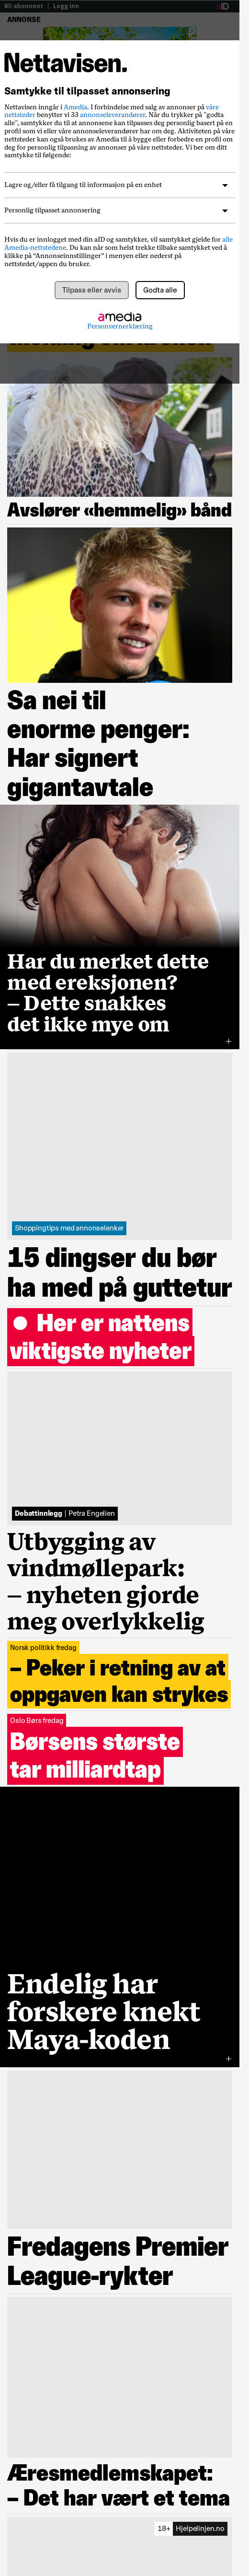 Bli abonnent | Logg inn
ANNONSE
Nettavisen.
Samtykke til tilpasset annonsering
Nettavisen inngår i Amedia. I forbindelse med salg av annonser på våre
nettsteder benytter vi 33 annonseleverandører. Når du trykker på "godta
alle", samtykker du til at annonsene kan tilpasses deg personlig basert på en
profil som vi eller våre annonseleverandører har om deg. Aktiviteten på våre
nettsteder kan også brukes av Amedia til å bygge eller forbedre en profil om
deg for personlig tilpasning av annonser på andre nettsteder. Vi ber om ditt
samtykke til følgende:
Lagre og/eller få tilgang til informasjon på en enhet
Personlig tilpasset annonsering
Hvis du er innlogget med din aID og samtykker, vil samtykket gjelde for alle
Amedia-nettstedene. Du kan når som helst trekke tilbake samtykket ved å
klikke på “Annonseinnstillinger” i menyen eller nederst på
nettstedet/appen du bruker.
Tilpass eller avvis
Godta alle
amedia
Personvernerklæring
Avslører «hemmelig» bånd
Sa nei til
enorme penger:
Har signert
gigantavtale
Har du merket dette
med ereksjonen?
– Dette snakkes
det ikke mye om
+
Shoppingtips med annonselenker
15 dingser du bør
ha med på guttetur
● Her er nattens
viktigste nyheter
Debattinnlegg | Petra Engelien
Utbygging av
vindmøllepark:
– nyheten gjorde
meg overlykkelig
Norsk politikk fredag
– Peker i retning av at
oppgaven kan strykes
Oslo Børs fredag
Børsens største
tar milliardtap
Endelig har
forskere knekt
Maya-koden
+
Fredagens Premier
League-rykter
Æresmedlemskapet:
– Det har vært et tema
18+ Hjelpelinjen.no